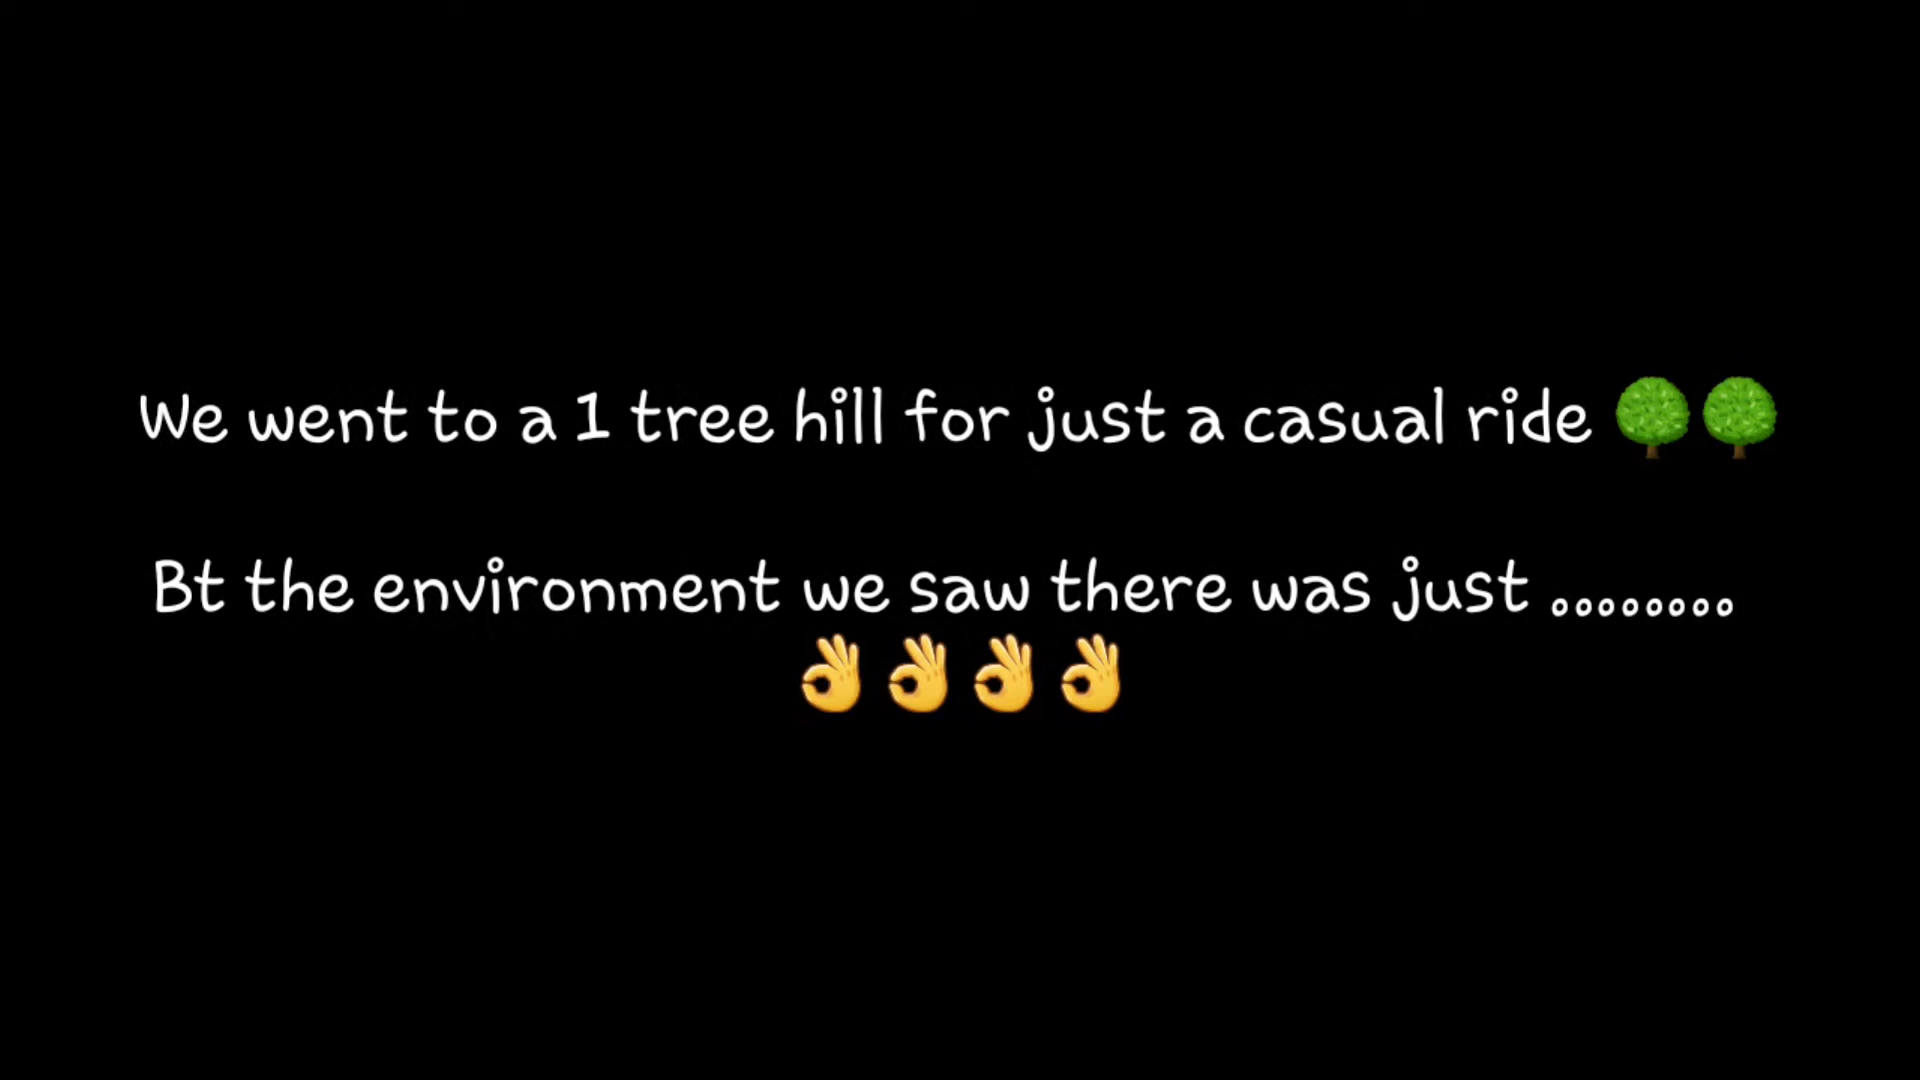 We went to a 1 tree hill for just a casual ride 🌳🌳
Bt the environment we saw there was just ........
👌👌👌👌